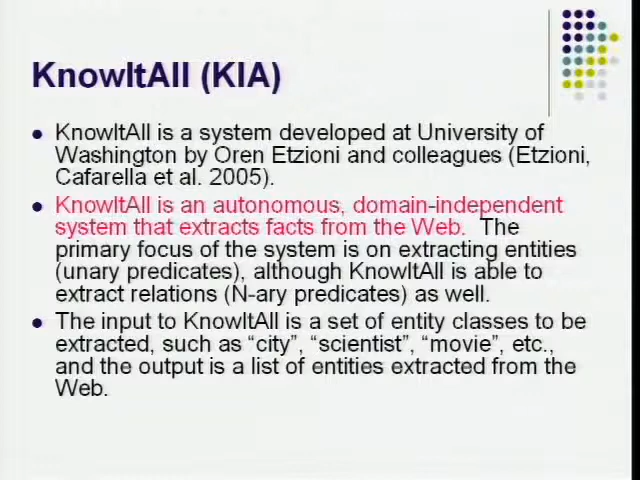 KnowItAll (KIA)
KnowItAll is a system developed at University of
Washington by Oren Etzioni and colleagues (Etzioni,
Cafarella et al. 2005).
KnowItAll is an autonomous, domain-independent
system that extracts facts from the Web. The
primary focus of the system is on extracting entities
(unary predicates), although KnowItAll is able to
extract relations (N-ary predicates) as well.
The input to KnowItAll is a set of entity classes to be
extracted, such as “city”, “scientist”, “movie”, etc.,
and the output is a list of entities extracted from the
Web.